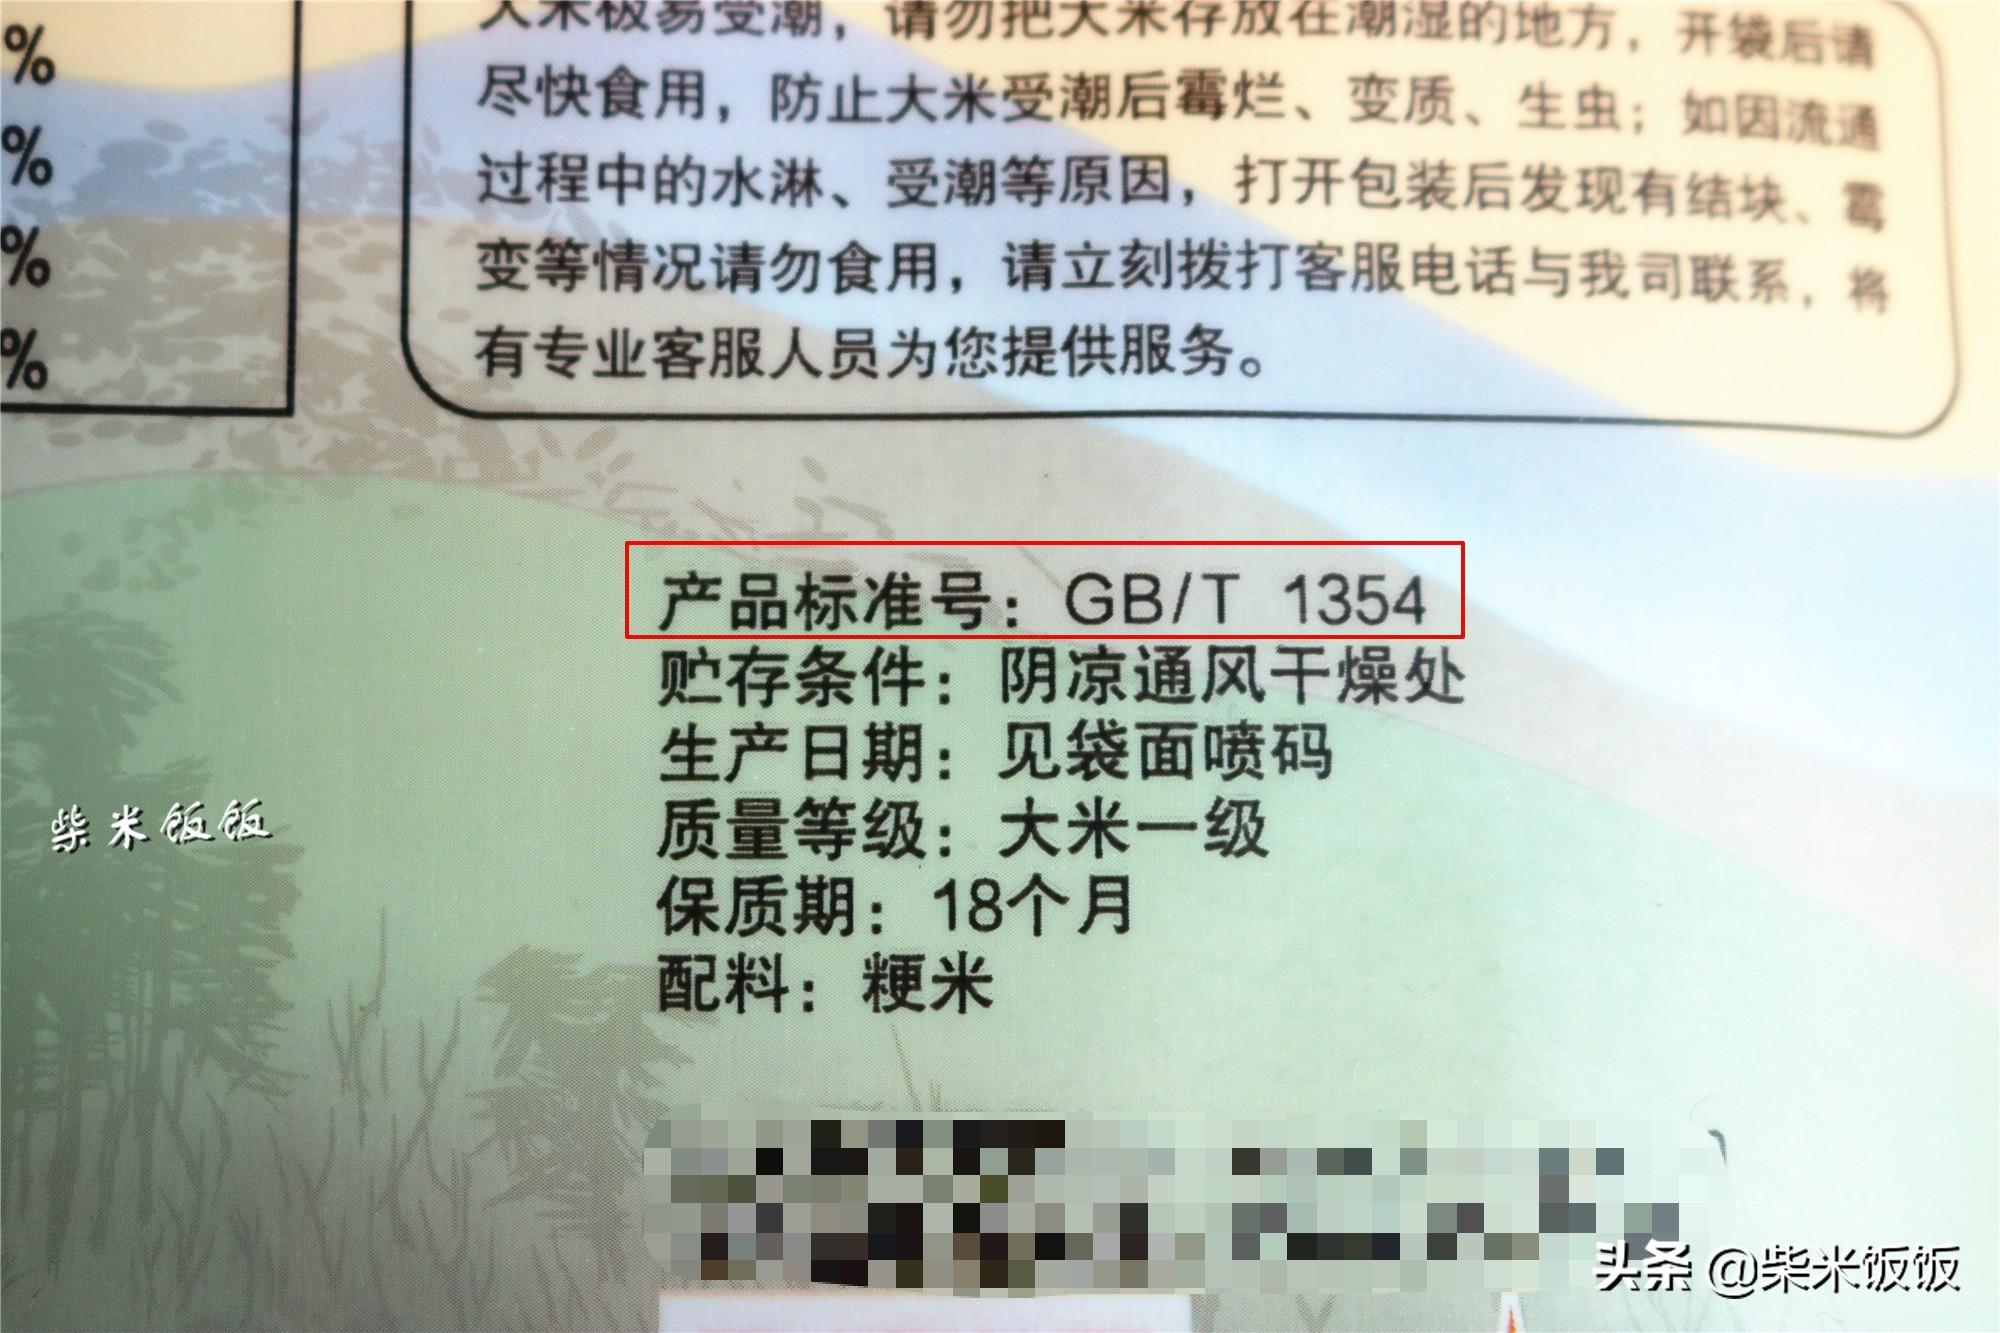 大米极易受潮，请勿把大米存放在潮湿的地方，开袋后请
尽快食用，防止大米受潮后霉烂、变质、生虫；如因流通
过程中的水淋、受潮等原因，打开包装后发现有结块、霉
变等情况请勿食用，请立刻拨打客服电话与我司联系，将
有专业客服人员为您提供服务。
%
%
%
%
产品标准号：GB/T 1354
贮存条件：阴凉通风干燥处
生产日期：见袋面喷码
质量等级：大米一级
保质期：18个月
配料：粳米
柴米饭饭
头条 @柴米饭饭